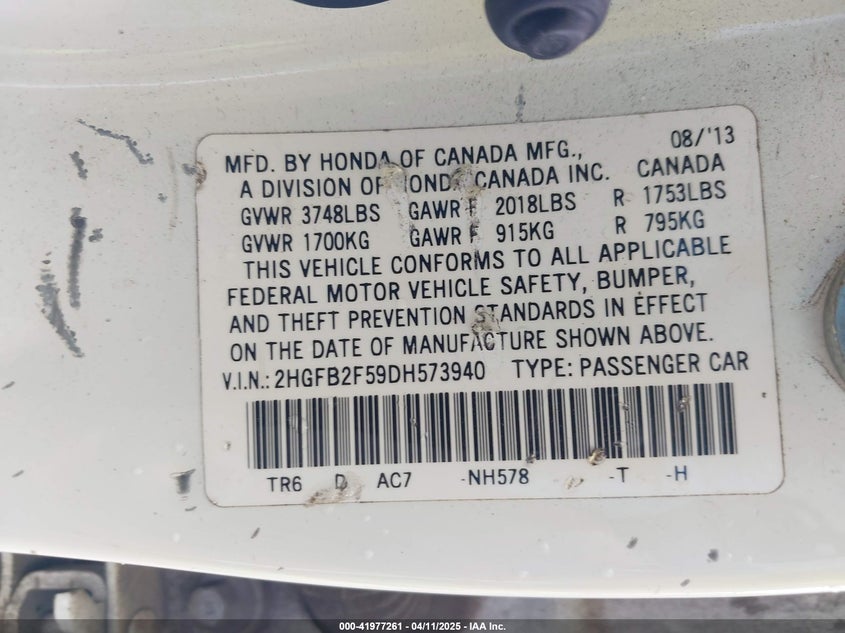 08/'13
MFD. BY HONDA OF CANADA MFG.,
A DIVISION OF HONDA CANADA INC. CANADA
GVWR 3748LBS GAWR F 2018LBS R 1753LBS
GVWR 1700KG GAWR F 915KG R 795KG
THIS VEHICLE CONFORMS TO ALL APPLICABLE
FEDERAL MOTOR VEHICLE SAFETY, BUMPER,
AND THEFT PREVENTION STANDARDS IN EFFECT
ON THE DATE OF MANUFACTURE SHOWN ABOVE.
V.I.N.: 2HGFB2F59DH573940 TYPE: PASSENGER CAR
TR6 D AC7 -NH578 -T -H
000-41977261 - 04/11/2025 - IAA Inc.